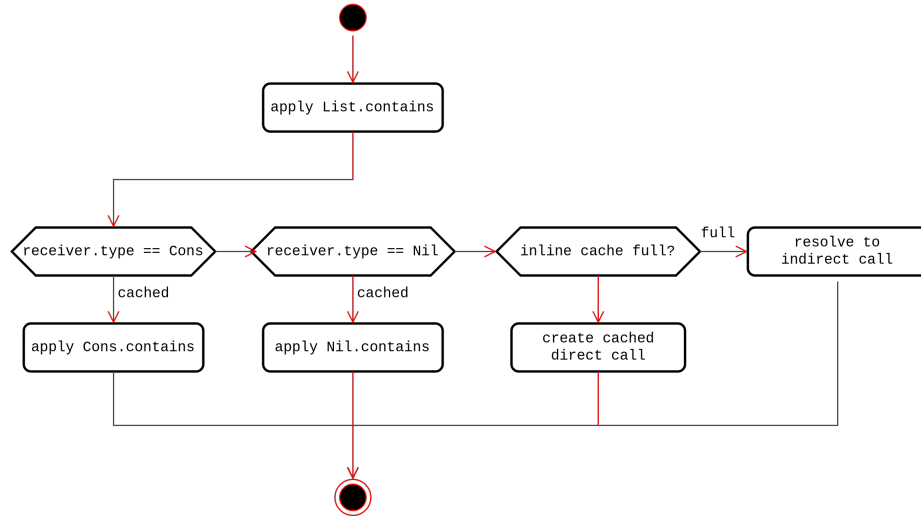 apply List.contains
receiver.type == Cons
receiver.type == Nil
inline cache full?
full
resolve to
indirect call
cached
cached
apply Cons.contains
apply Nil.contains
create cached
direct call